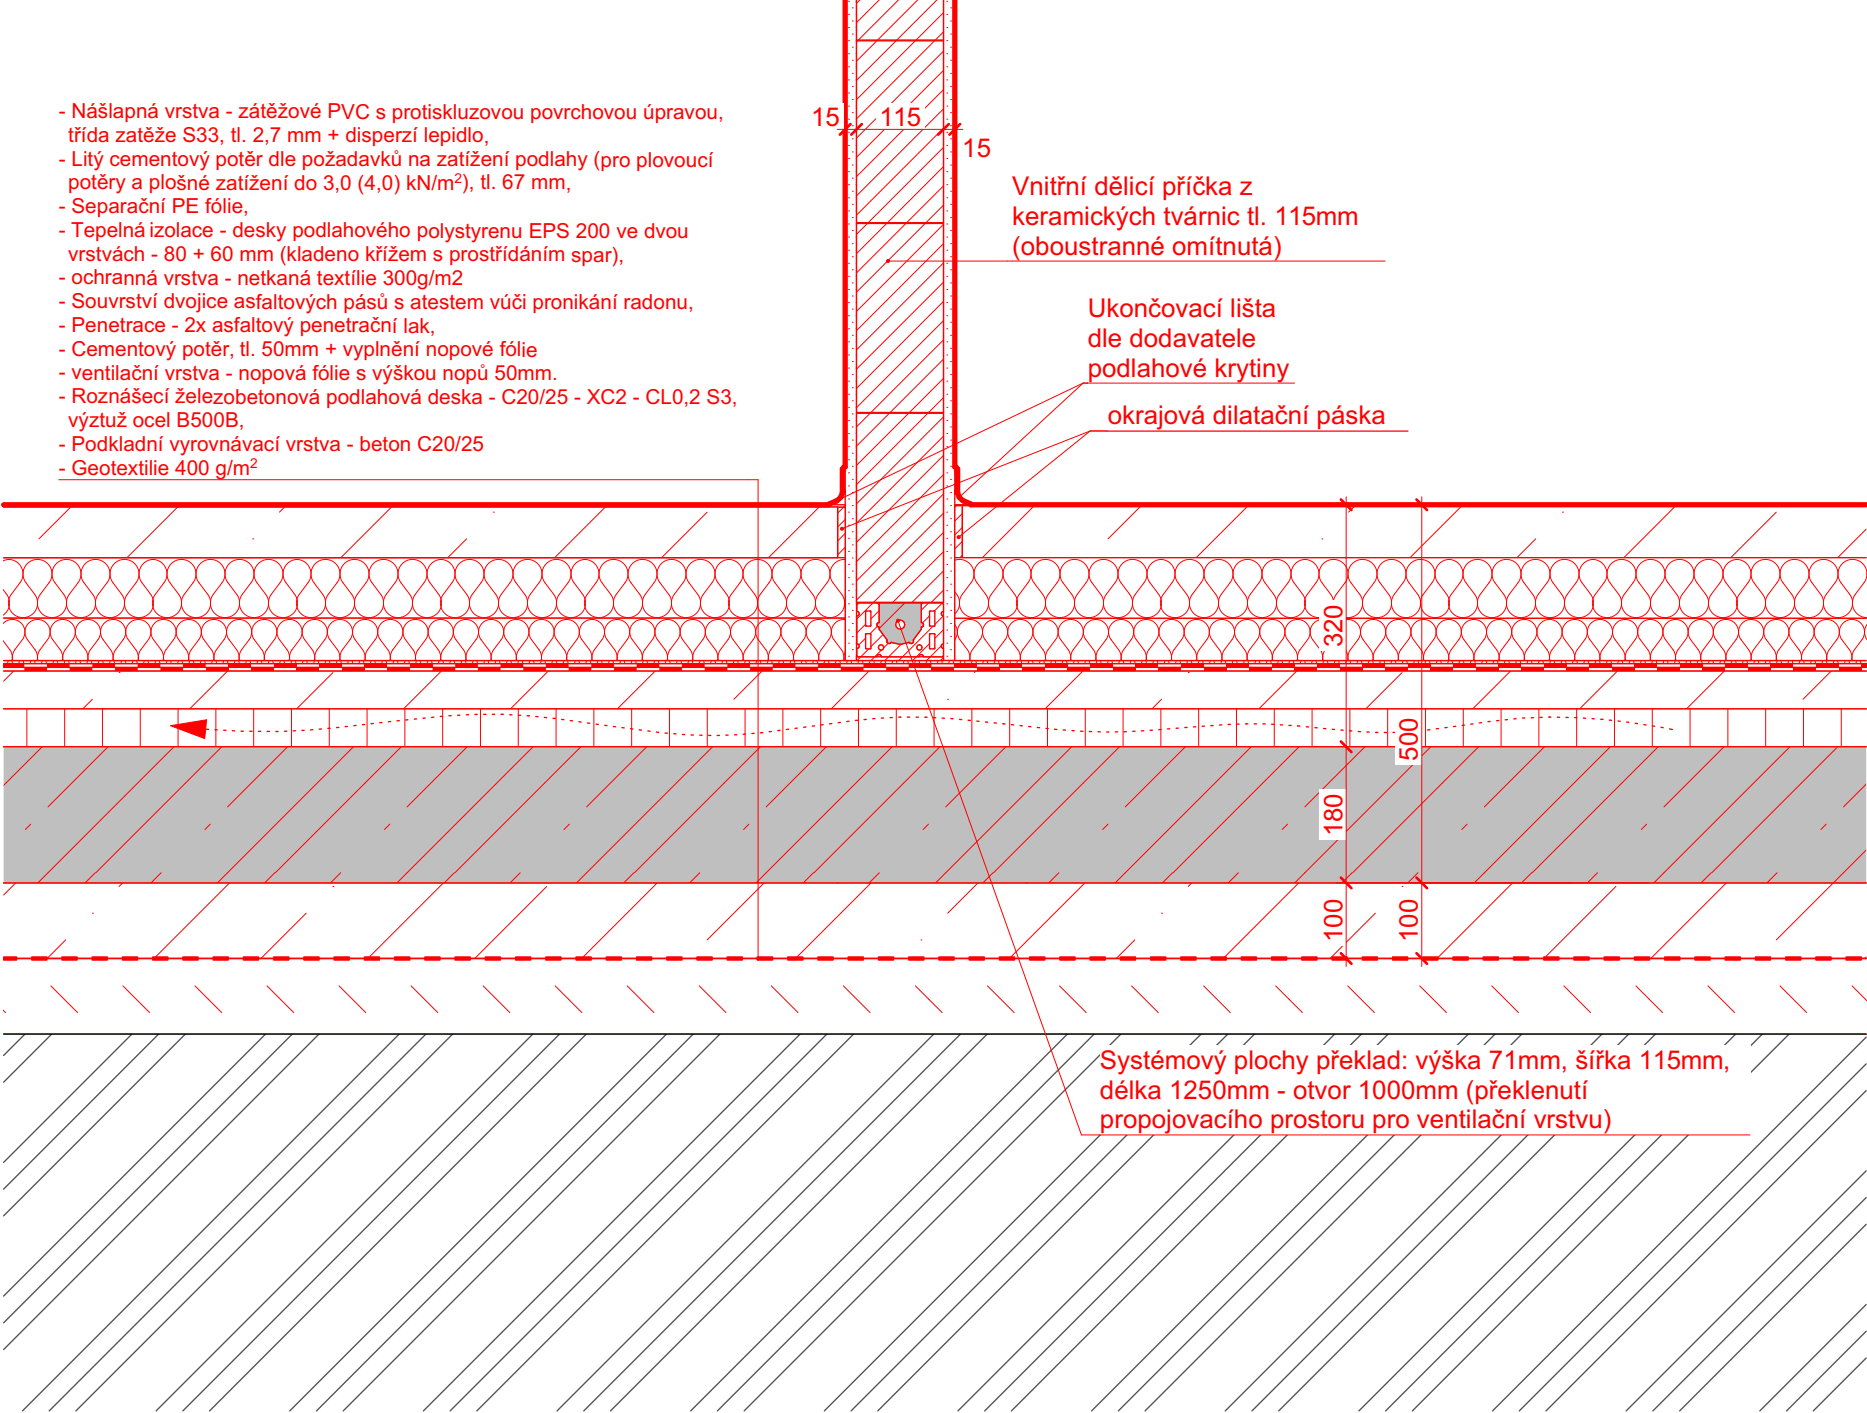 - Nášlapná vrstva - zátěžové PVC s protiskluzovou povrchovou úpravou,
třída zatěže S33, tl. 2,7 mm + disperzí lepidlo,
- Litý cementový potěr dle požadavků na zatížení podlahy (pro plovoucí
potěry a plošné zatížení do 3,0 (4,0) kN/m²), tl. 67 mm,
- Separační PE fólie,
- Tepelná izolace - desky podlahového polystyrenu EPS 200 ve dvou
vrstvách - 80 + 60 mm (kladeno křížem s prostřídáním spar),
- ochranná vrstva - netkaná textílie 300g/m2
- Souvrství dvojice asfaltových pásů s atestem vúči pronikání radonu,
- Penetrace - 2x asfaltový penetrační lak,
- Cementový potěr, tl. 50mm + vyplnění nopové fólie
- ventilační vrstva - nopová fólie s výškou nopů 50mm.
- Roznášecí železobetonová podlahová deska - C20/25 - XC2 - CL0,2 S3,
výztuž ocel B500B,
- Podkladní vyrovnávací vrstva - beton C20/25
- Geotextilie 400 g/m²
15 115
15
Vnitřní dělicí příčka z
keramických tvárnic tl. 115mm
(oboustranné omítnutá)
Ukončovací lišta
dle dodavatele
podlahové krytiny
okrajová dilatační páska
320
500
180
100
100
Systémový plochy překlad: výška 71mm, šířka 115mm,
délka 1250mm - otvor 1000mm (překlenutí
propojovacího prostoru pro ventilační vrstvu)